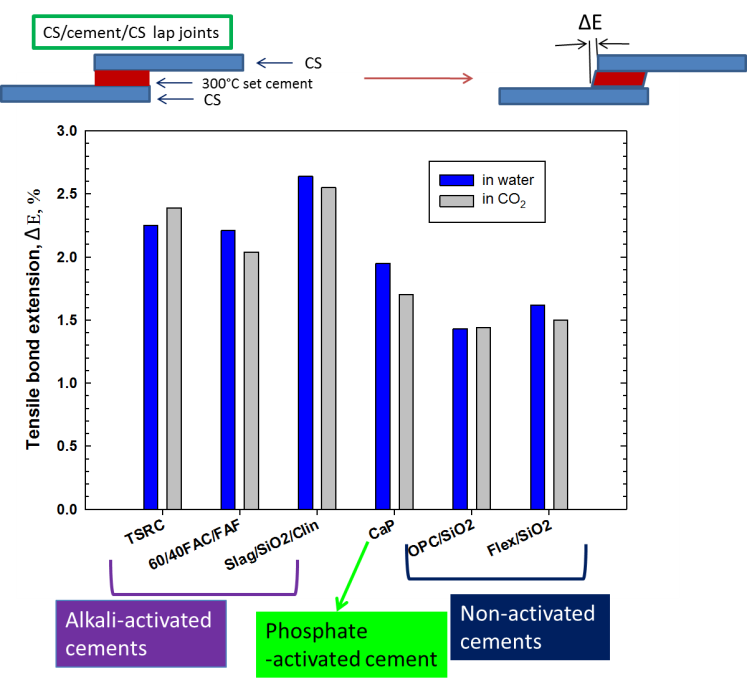 CS/cement/CS lap joints
ΔE
CS
300°C set cement
CS
Tensile bond extension, ΔE, %
3.0
2.5
2.0
1.5
1.0
0.5
0.0
in water
in CO₂
TSRC
60/40FAC/FAF
Slag/SiO2/Clin
CaP
OPC/SiO2
Flex/SiO2
Alkali-activated
cements
Phosphate
-activated cement
Non-activated
cements